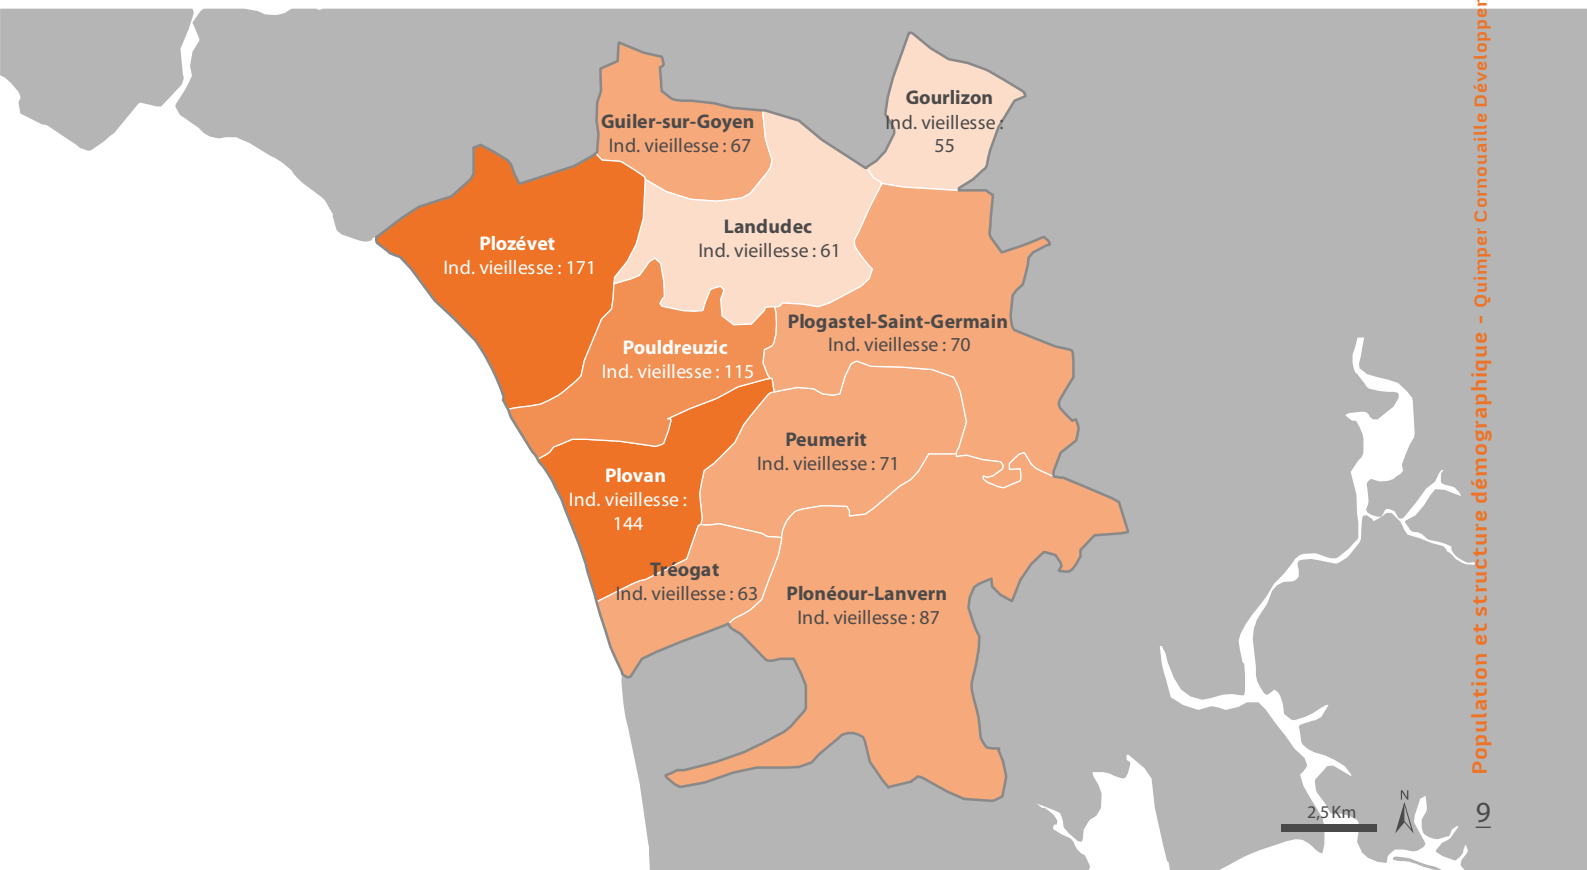 Gourlizon
Ind. vieillesse :
55
Guiler-sur-Goyen
Ind. vieillesse : 67
Landudec
Ind. vieillesse : 61
Plozévet
Ind. vieillesse : 171
Plogastel-Saint-Germain
Ind. vieillesse : 70
Pouldreuzic
Ind. vieillesse : 115
Peumerit
Ind. vieillesse : 71
Plovan
Ind. vieillesse :
144
Tréogat
Ind. vieillesse : 63
Plonéour-Lanvern
Ind. vieillesse : 87
2,5 Km
N
Population et structure démographique - Quimper Cornouaille Développer
9